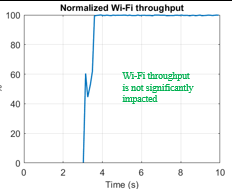 Normalized Wi-Fi throughput
100
80
60
40
20
0
Wi-Fi throughput
is not significantly
impacted
0 2 4 6 8 10
Time (s)